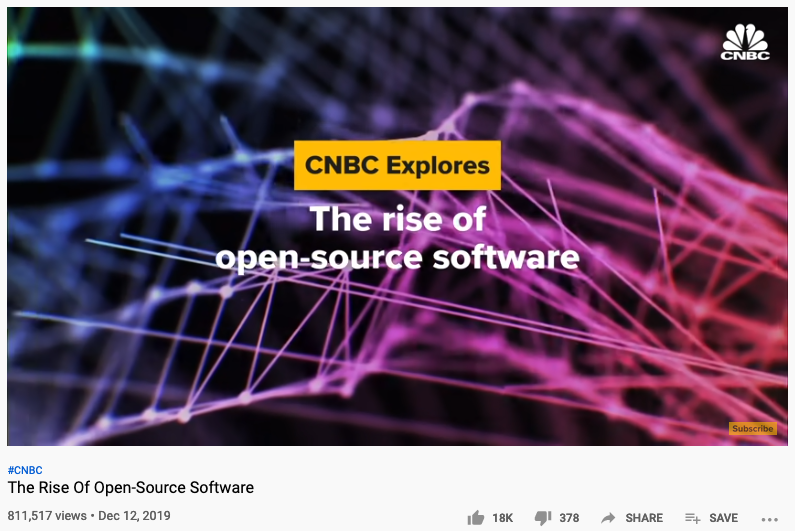 CNBC
CNBC Explores
The rise of
open-source software
Subscribe
#CNBC
The Rise Of Open-Source Software
811,517 views • Dec 12, 2019
18K 378 SHARE SAVE